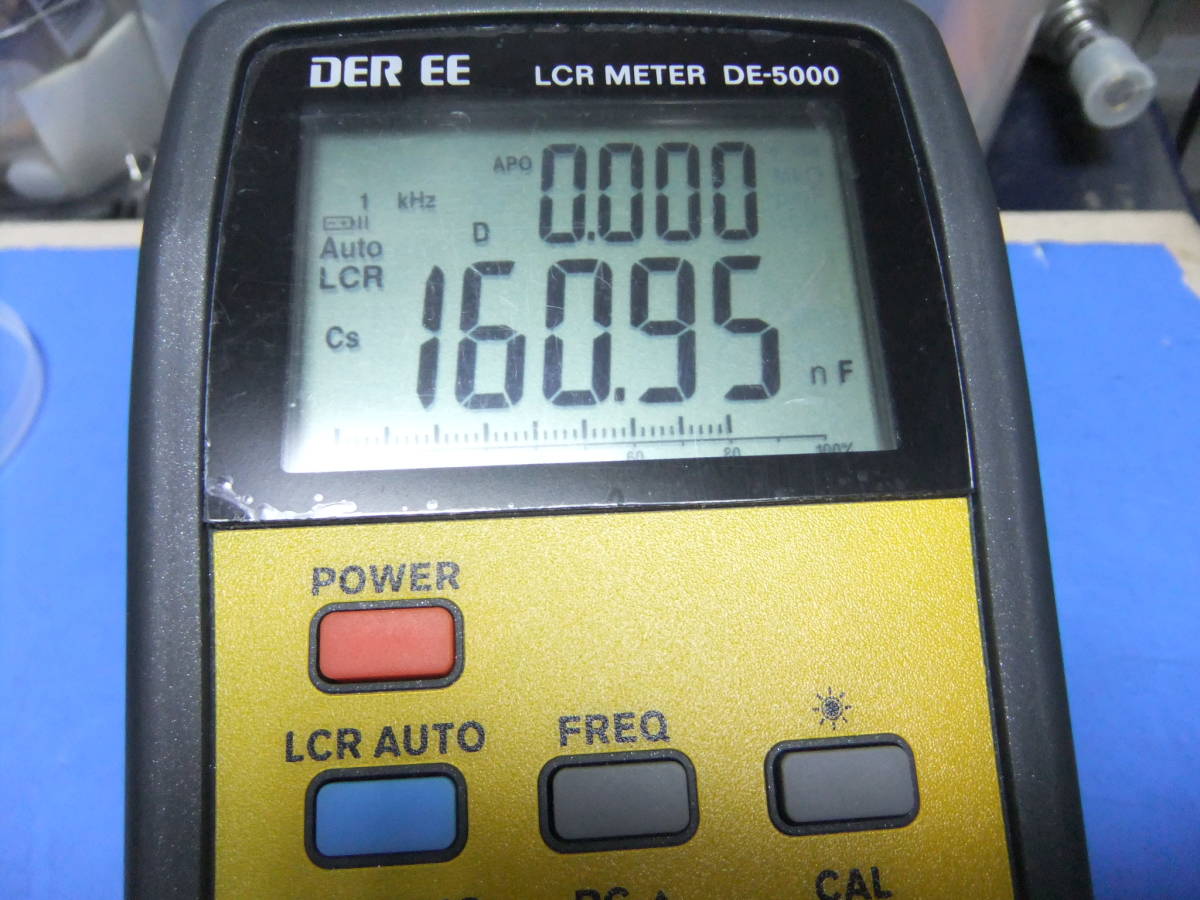 DER EE LCR METER DE-5000
APO 0.000
1 kHz
D
Auto
LCR
Cs 160.95 nF
60 80 100%
POWER
LCR AUTO FREQ
CAL